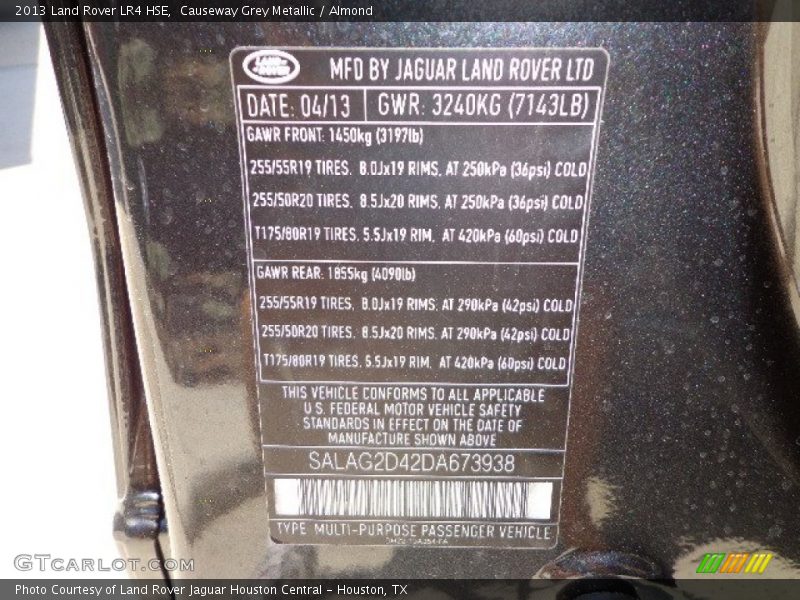 2013 Land Rover LR4 HSE, Causeway Grey Metallic / Almond
LAND ROVER
MFD BY JAGUAR LAND ROVER LTD
DATE: 04/13 GWR: 3240KG (7143LB)
GAWR FRONT: 1450kg (3197lb)
255/55R19 TIRES, 8.0Jx19 RIMS, AT 250kPa (36psi) COLD
255/50R20 TIRES, 8.5Jx20 RIMS, AT 250kPa (36psi) COLD
T175/80R19 TIRES, 5.5Jx19 RIM, AT 420kPa (60psi) COLD
GAWR REAR: 1855kg (4090lb)
255/55R19 TIRES, 8.0Jx19 RIMS, AT 290kPa (42psi) COLD
255/50R20 TIRES, 8.5Jx20 RIMS, AT 290kPa (42psi) COLD
T175/80R19 TIRES, 5.5Jx19 RIM, AT 420kPa (60psi) COLD
THIS VEHICLE CONFORMS TO ALL APPLICABLE
U.S. FEDERAL MOTOR VEHICLE SAFETY
STANDARDS IN EFFECT ON THE DATE OF
MANUFACTURE SHOWN ABOVE
SALAG2D42DA673938
TYPE MULTI-PURPOSE PASSENGER VEHICLE
GTCarLot.com
Photo Courtesy of Land Rover Jaguar Houston Central - Houston, TX